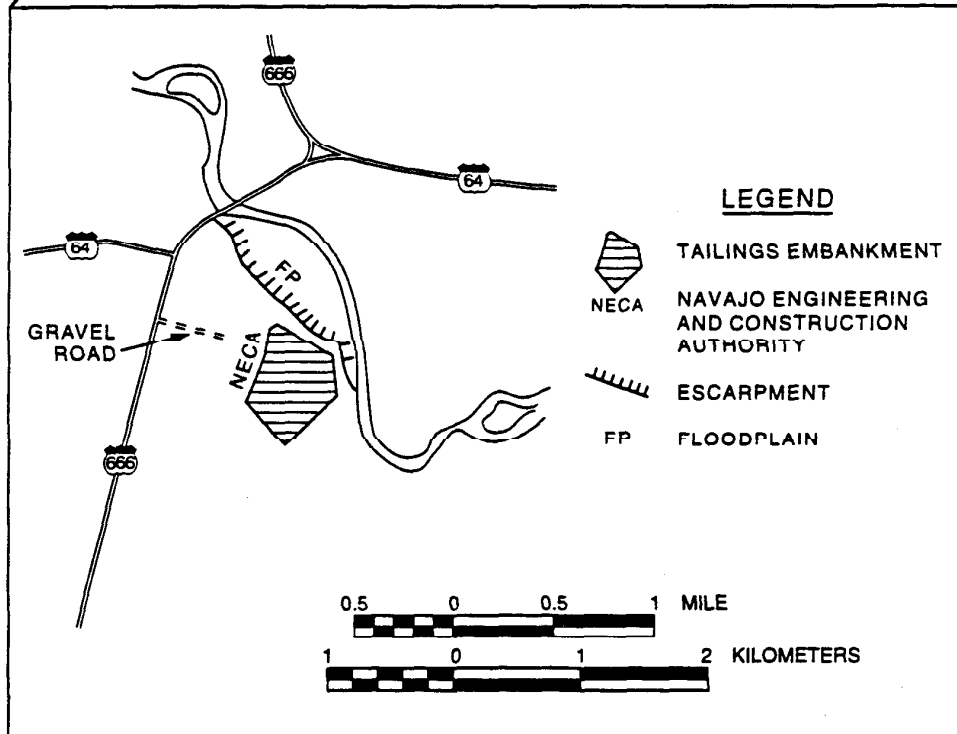 666
64
64
FP
GRAVEL
ROAD
NECA
666
LEGEND
TAILINGS EMBANKMENT
NECA NAVAJO ENGINEERING
AND CONSTRUCTION
AUTHORITY
ESCARPMENT
FP FLOODPLAIN
0.5 0 0.5 1 MILE
1 0 1 2 KILOMETERS